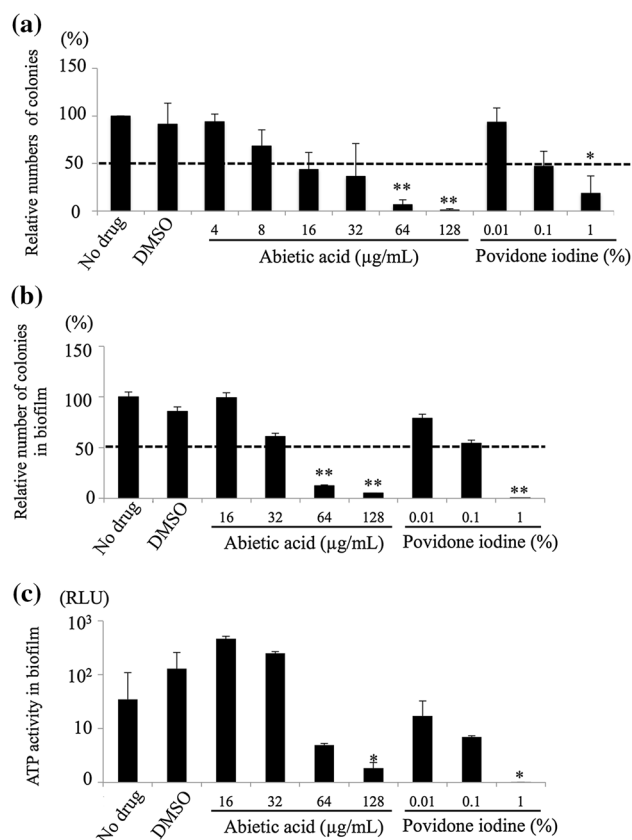 (a)
(%)
Relative numbers of colonies
150
100
50
0
No drug
DMSO
4 8 16 32 64 128
Abietic acid (µg/mL)
0.01 0.1 1
Povidone iodine (%)
** ** *
(b)
(%)
Relative number of colonies
in biofilm
150
100
50
0
No drug
DMSO
16 32 64 128
Abietic acid (µg/mL)
0.01 0.1 1
Povidone iodine (%)
** ** **
(c)
(RLU)
ATP activity in biofilm
10³
10²
10
0
No drug
DMSO
16 32 64 128
Abietic acid (µg/mL)
0.01 0.1 1
Povidone iodine (%)
* *